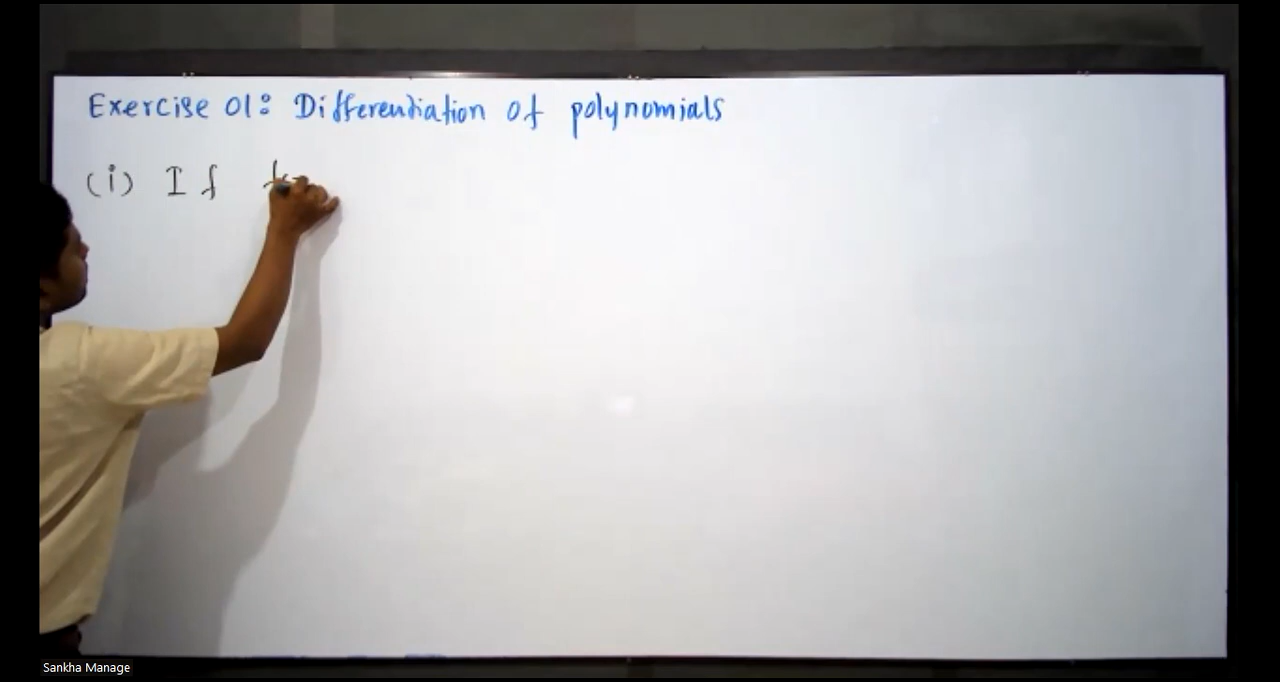 Exercise 01: Differentiation of polynomials
(i) If
Sankha Manage